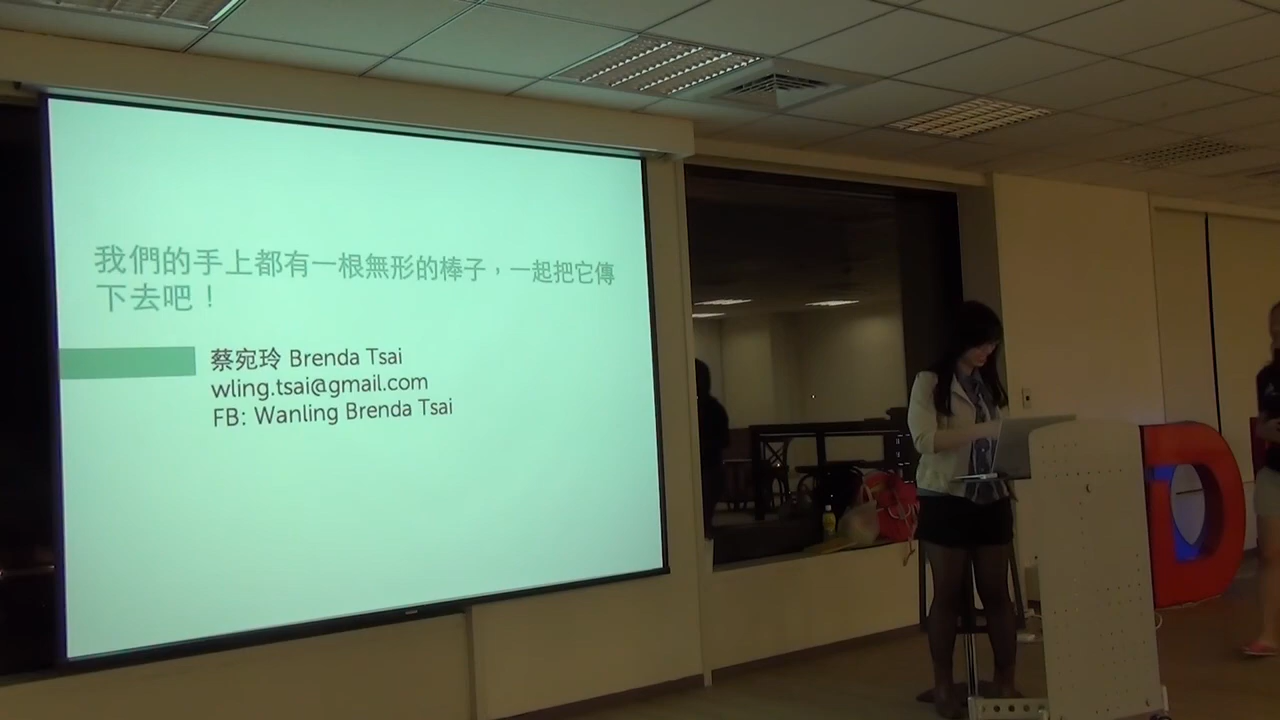 我們的手上都有一根無形的棒子，一起把它傳
下去吧！
蔡宛玲 Brenda Tsai
wling.tsai@gmail.com
FB: Wanling Brenda Tsai
D